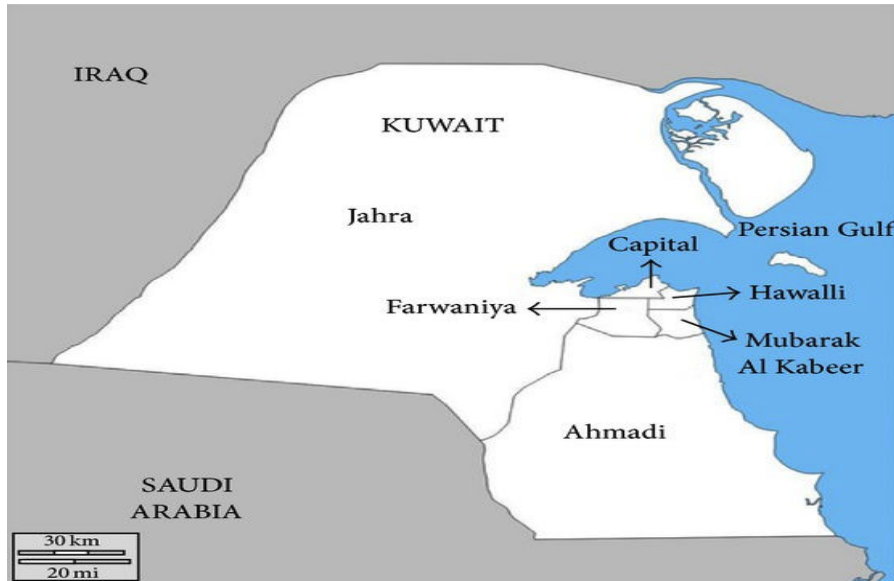 IRAQ
KUWAIT
Jahra
Persian Gulf
Capital
Hawalli
Farwaniya
Mubarak
Al Kabeer
Ahmadi
SAUDI
ARABIA
30 km
20 mi